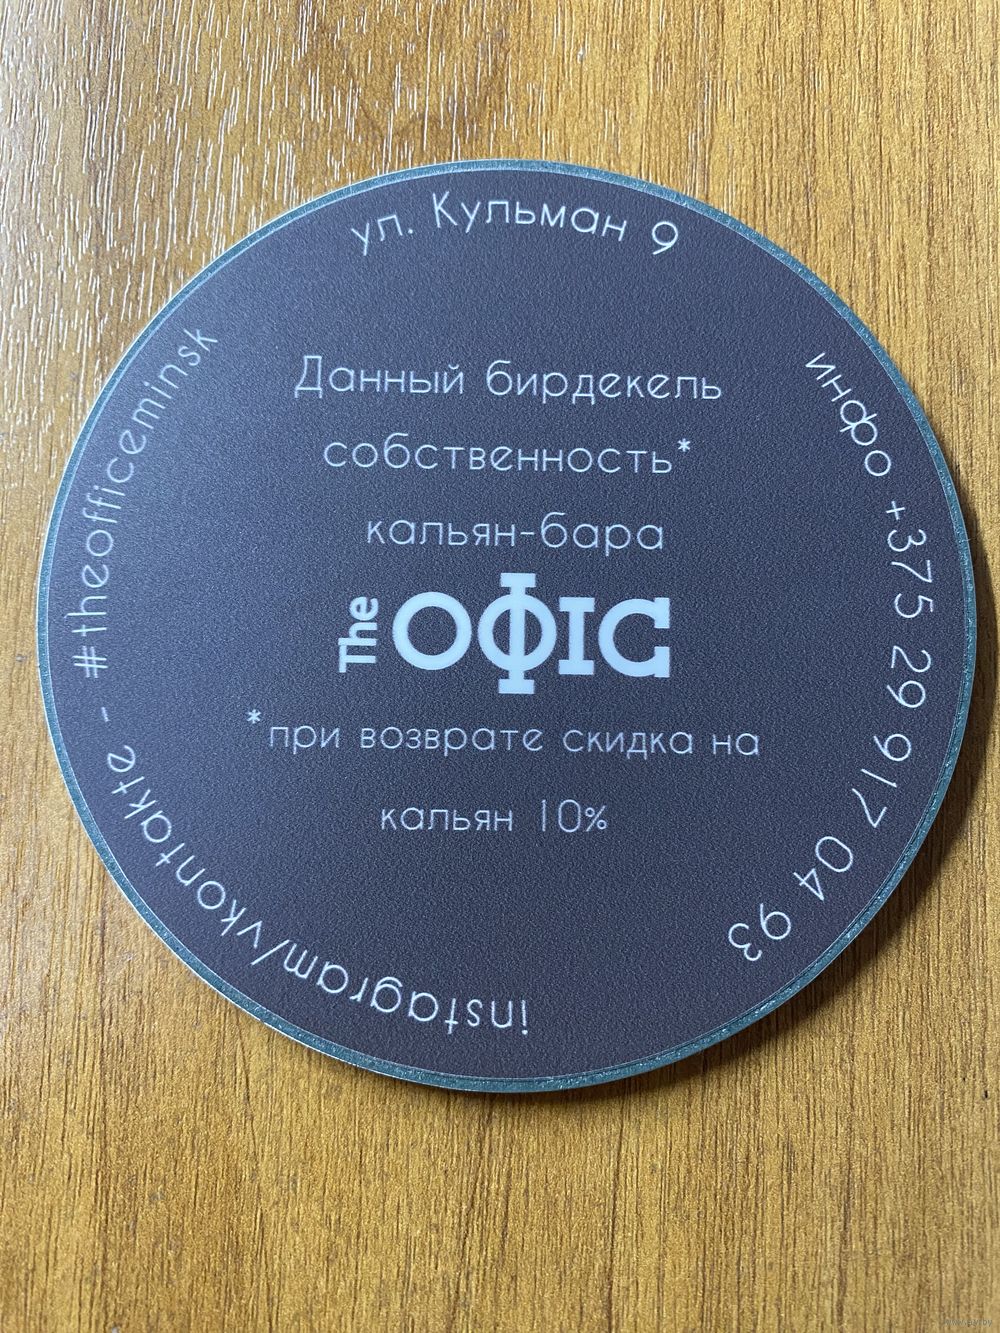 ул. Кульман 9
Данный бирдекель
собственность*
кальян-бара
The ОФІС
*при возврате скидка на
кальян 10%
инфо +375 29 917 04 93
instagram/vkontakte - #theofficeminsk